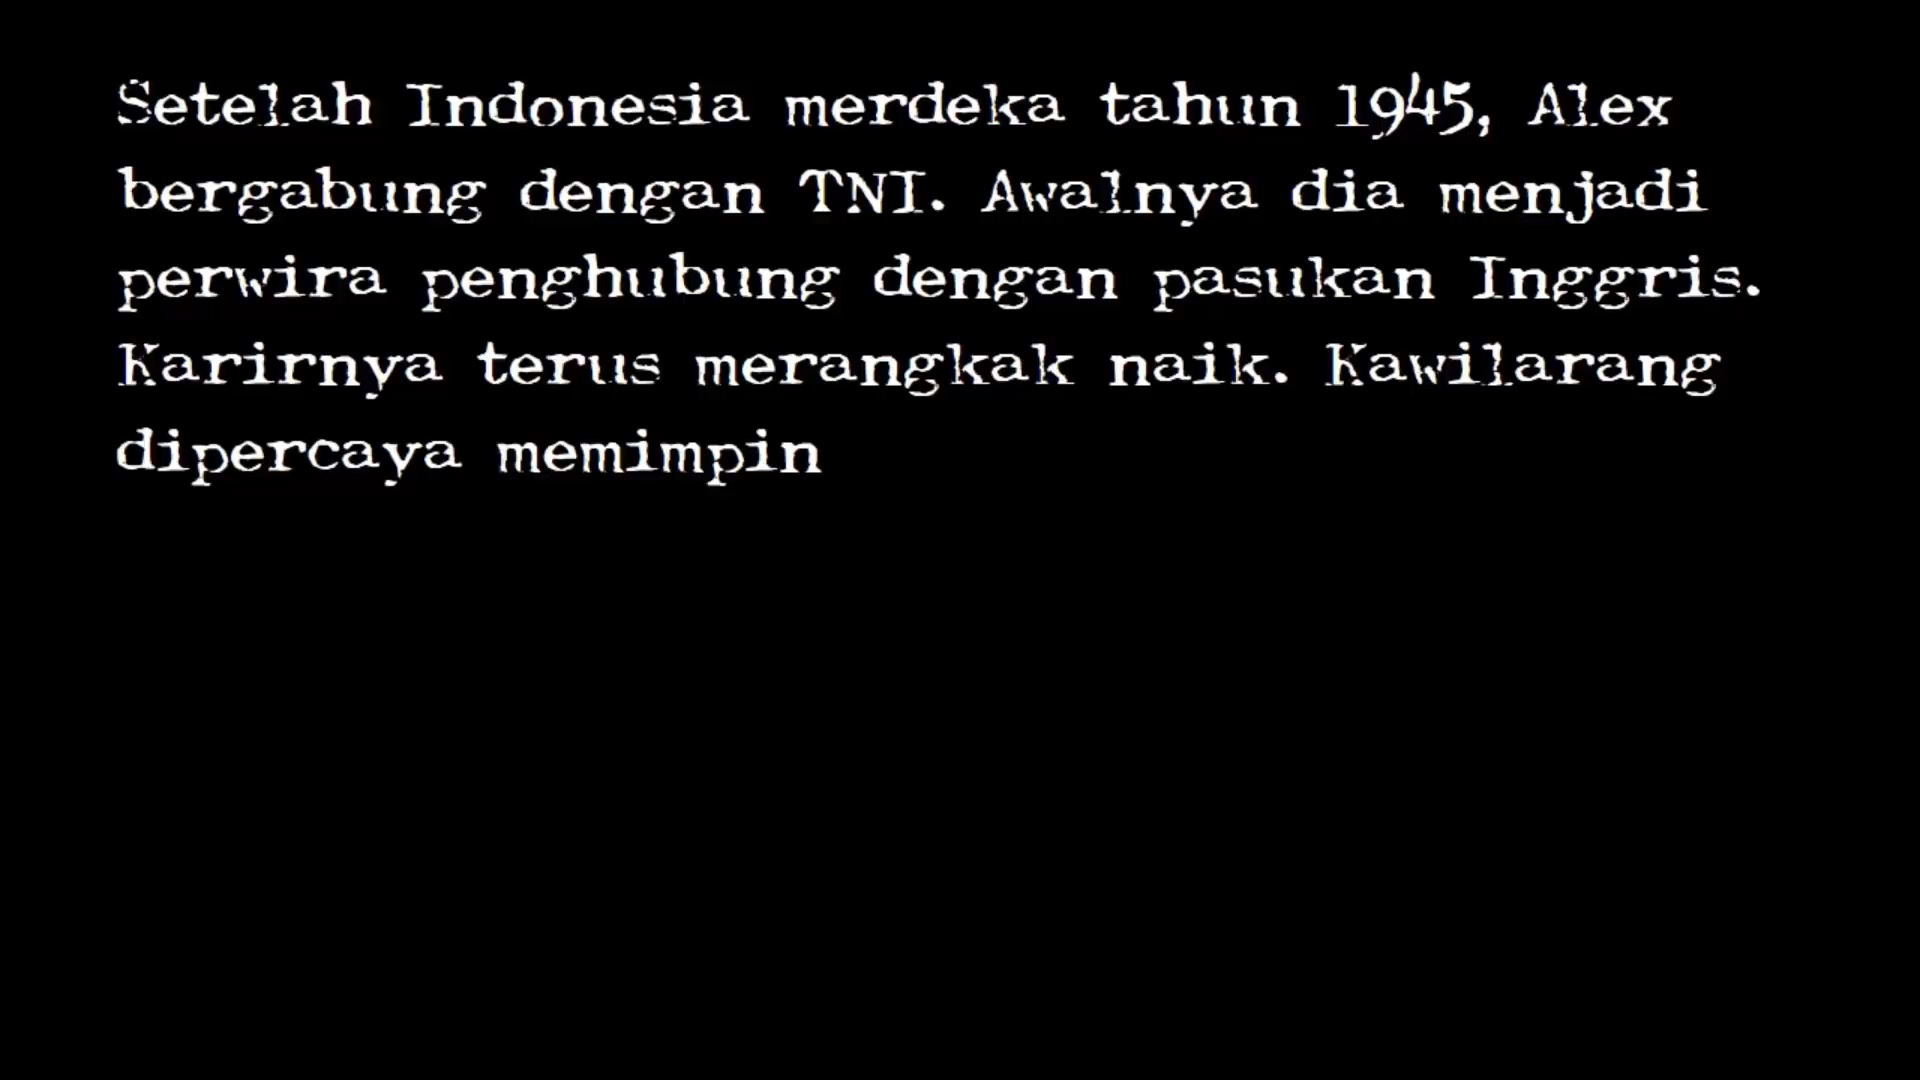 Setelah Indonesia merdeka tahun 1945, Alex
bergabung dengan TNI. Awalnya dia menjadi
perwira penghubung dengan pasukan Inggris.
Karirnya terus merangkak naik. Kawilarang
dipercaya memimpin